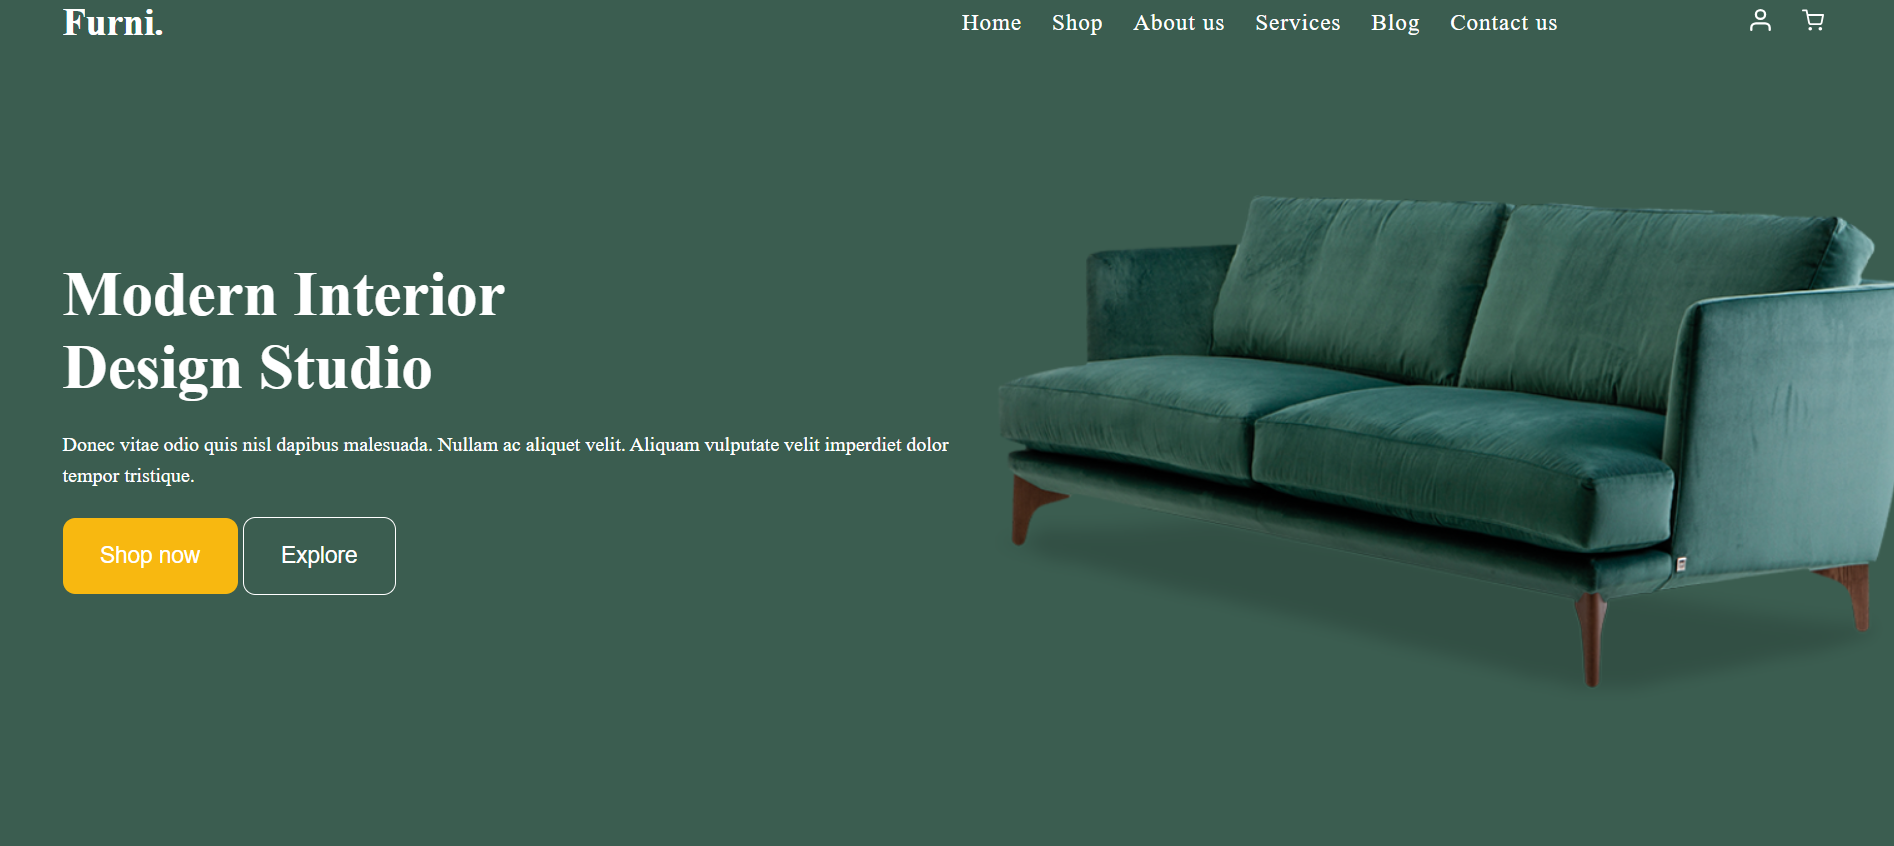 Furni.
Home Shop About us Services Blog Contact us
Modern Interior
Design Studio
Donec vitae odio quis nisl dapibus malesuada. Nullam ac aliquet velit. Aliquam vulputate velit imperdiet dolor
tempor tristique.
Shop now Explore